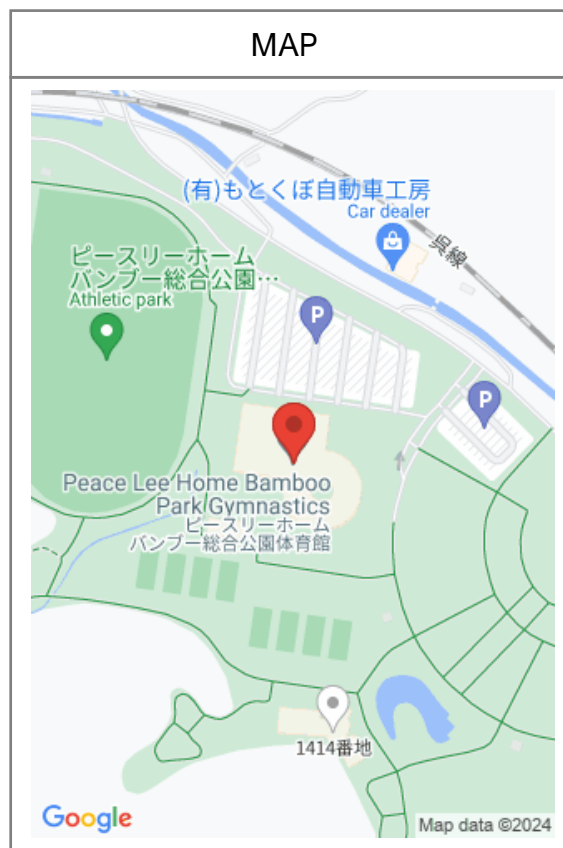 MAP
(有)もとくぼ自動車工房
Car dealer
呉線
ピースリーホーム
バンブー総合公園…
Athletic park
P
P
Peace Lee Home Bamboo
Park Gymnastics
ピースリーホーム
バンブー総合公園体育館
1414番地
Google
Map data ©2024